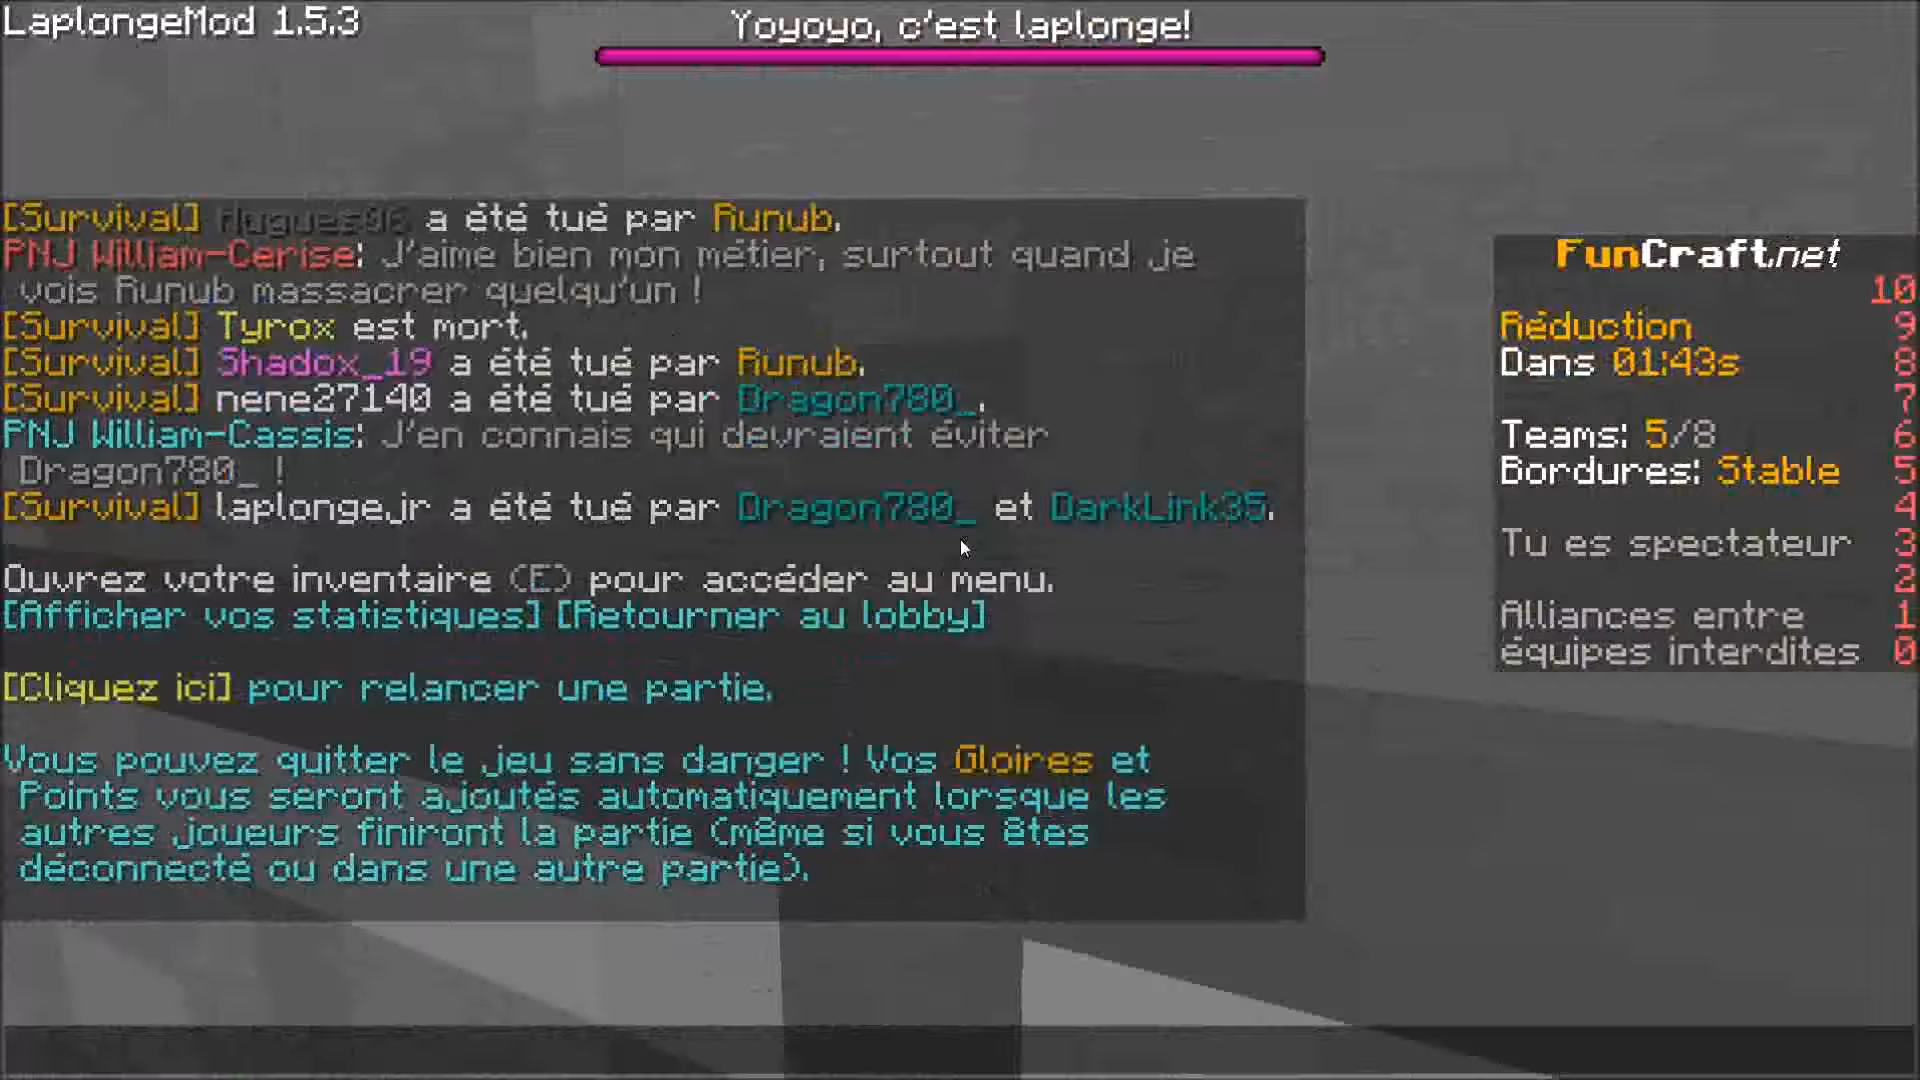 LaplongeMod 1.5.3
Yoyoyo, c'est laplonge!
[Survival] Hugues96 a été tué par Runub.
PNJ William-Cerise: J'aime bien mon métier, surtout quand je
vois Runub massacrer quelqu'un !
[Survival] Tyrox est mort.
[Survival] Shadox_19 a été tué par Runub.
[Survival] nene27140 a été tué par Dragon780_.
PNJ William-Cassis: J'en connais qui devraient éviter
Dragon780_ !
[Survival] laplongejr a été tué par Dragon780_ et DarkLink35.
Ouvrez votre inventaire (E) pour accéder au menu.
[Afficher vos statistiques] [Retourner au lobby]
[Cliquez ici] pour relancer une partie.
Vous pouvez quitter le jeu sans danger ! Vos Gloires et
Points vous seront ajoutés automatiquement lorsque les
autres joueurs finiront la partie (même si vous êtes
déconnecté ou dans une autre partie).
FunCraft.net
10
Réduction 9
Dans 01:43s 8
7
Teams: 5/8 6
Bordures: Stable 5
4
Tu es spectateur 3
2
Alliances entre 1
équipes interdites 0